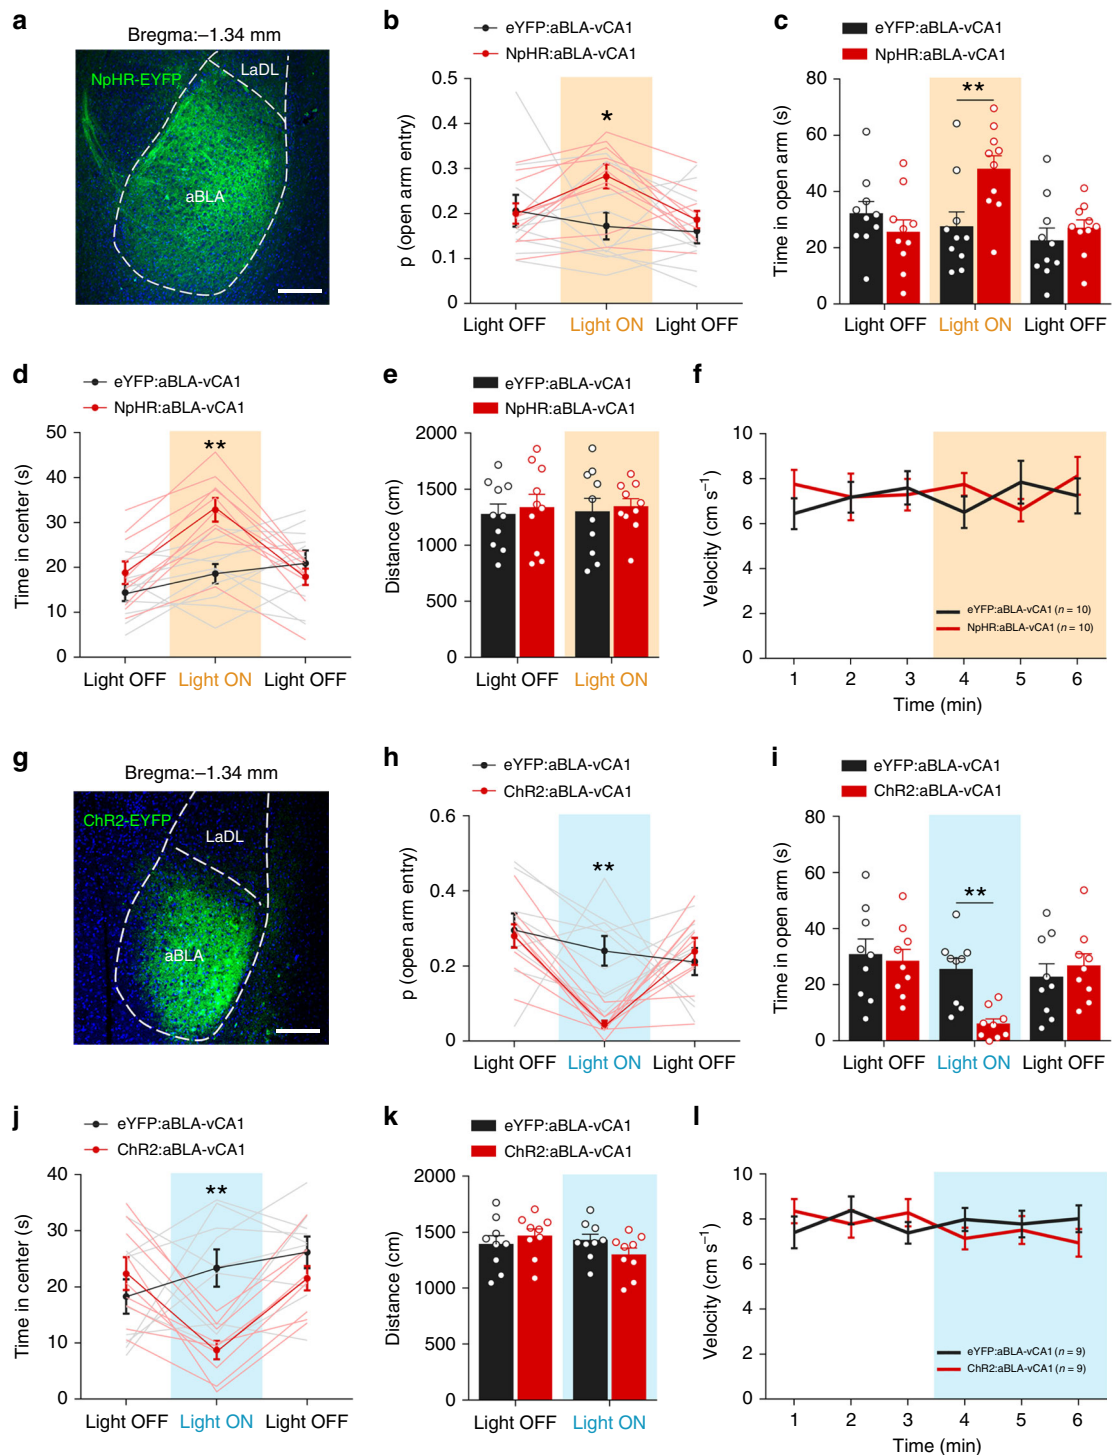 a
Bregma:–1.34 mm
NpHR-EYFP
LaDL
aBLA
b
eYFP:aBLA-vCA1
NpHR:aBLA-vCA1
p (open arm entry)
0.5
0.4
0.3
0.2
0.1
0
*
Light OFF Light ON Light OFF
c
eYFP:aBLA-vCA1
NpHR:aBLA-vCA1
Time in open arm (s)
80
60
40
20
0
**
Light OFF Light ON Light OFF
d
eYFP:aBLA-vCA1
NpHR:aBLA-vCA1
Time in center (s)
50
40
30
20
10
0
**
Light OFF Light ON Light OFF
e
eYFP:aBLA-vCA1
NpHR:aBLA-vCA1
Distance (cm)
2000
1500
1000
500
0
Light OFF Light ON
f
Velocity (cm s⁻¹)
10
8
6
4
2
0
eYFP:aBLA-vCA1 (n = 10)
NpHR:aBLA-vCA1 (n = 10)
1 2 3 4 5 6
Time (min)
g
Bregma:–1.34 mm
ChR2-EYFP
LaDL
aBLA
h
eYFP:aBLA-vCA1
ChR2:aBLA-vCA1
p (open arm entry)
0.6
0.4
0.2
0
**
Light OFF Light ON Light OFF
i
eYFP:aBLA-vCA1
ChR2:aBLA-vCA1
Time in open arm (s)
80
60
40
20
0
**
Light OFF Light ON Light OFF
j
eYFP:aBLA-vCA1
ChR2:aBLA-vCA1
Time in center (s)
40
30
20
10
0
**
Light OFF Light ON Light OFF
k
eYFP:aBLA-vCA1
ChR2:aBLA-vCA1
Distance (cm)
2000
1500
1000
500
0
Light OFF Light ON
l
Velocity (cm s⁻¹)
10
8
6
4
2
0
eYFP:aBLA-vCA1 (n = 9)
ChR2:aBLA-vCA1 (n = 9)
1 2 3 4 5 6
Time (min)